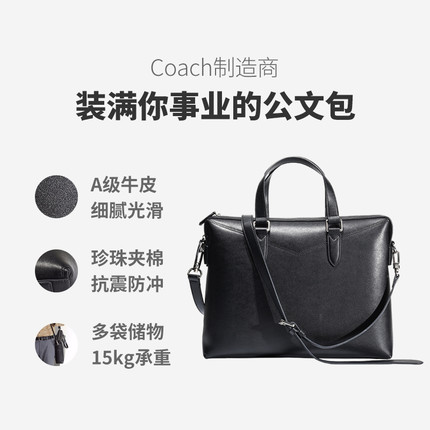 Coach制造商
装满你事业的公文包
A级牛皮
细腻光滑
珍珠夹棉
抗震防冲
多袋储物
15kg承重